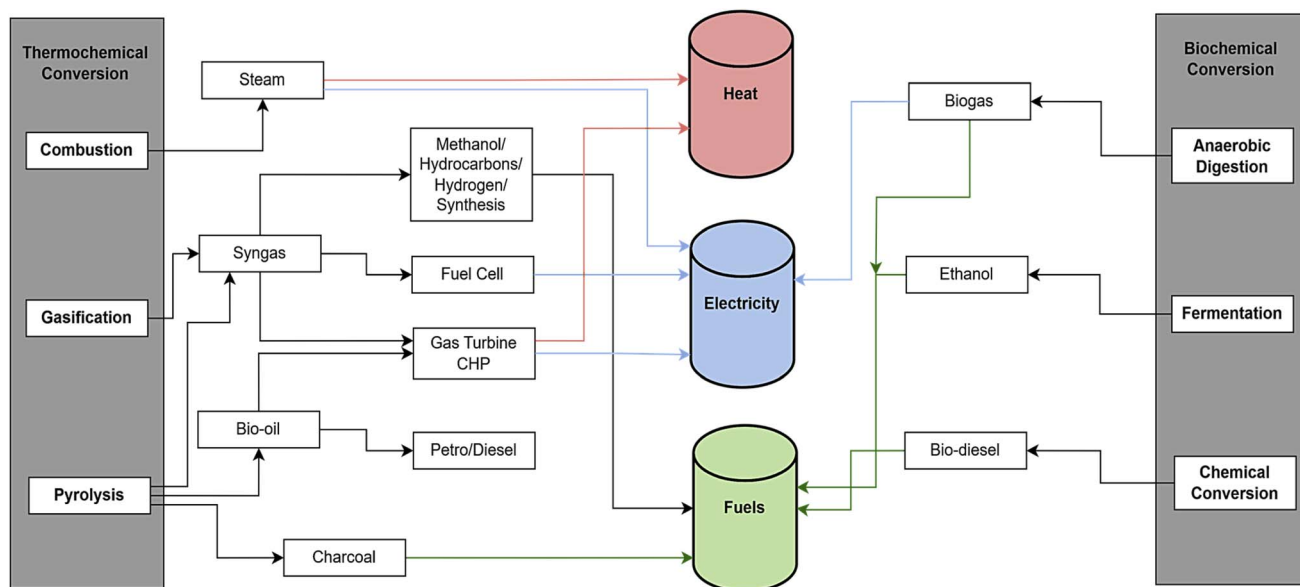 Thermochemical
Conversion
Combustion
Gasification
Pyrolysis
Steam
Syngas
Bio-oil
Charcoal
Methanol/
Hydrocarbons/
Hydrogen/
Synthesis
Fuel Cell
Gas Turbine
CHP
Petro/Diesel
Heat
Electricity
Fuels
Biogas
Ethanol
Bio-diesel
Biochemical
Conversion
Anaerobic
Digestion
Fermentation
Chemical
Conversion